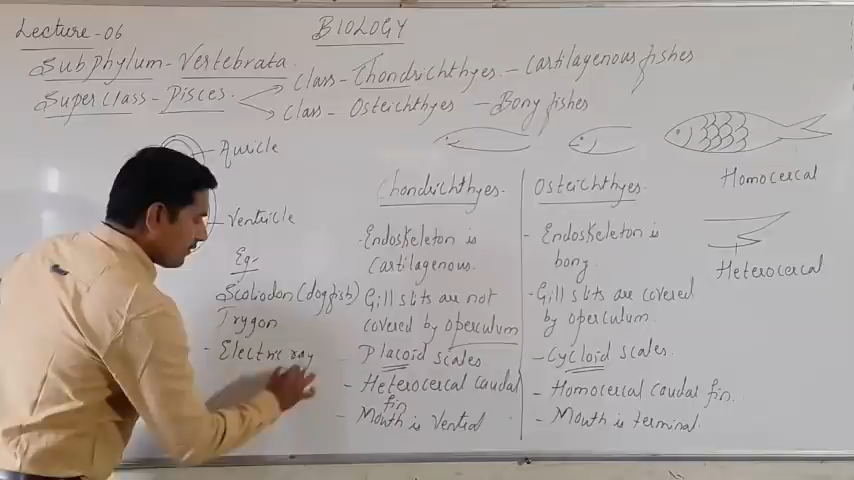 Lecture-06
BIOLOGY
Subphylum-Vertebrata.
Superclass-Pisces.
Class-Chondrichthyes.-Cartilagenous fishes
Class-Osteichthyes -Bony fishes
Auricle
Ventricle
Eg-
Scoliodon (dogfish)
Trygon
- Electric ray
Chondrichthyes.
- Endoskeleton is
Cartilagenous.
Gill slits are not
covered by operculum
- Placoid scales
- Heterocercal caudal
fin
- Mouth is Ventral
Osteichthyes
- Endoskeleton is
bony.
- Gill slits are covered
by operculum.
- Cycloid scales.
- Homocercal caudal fin.
- Mouth is terminal.
Homocercal
Heterocercal